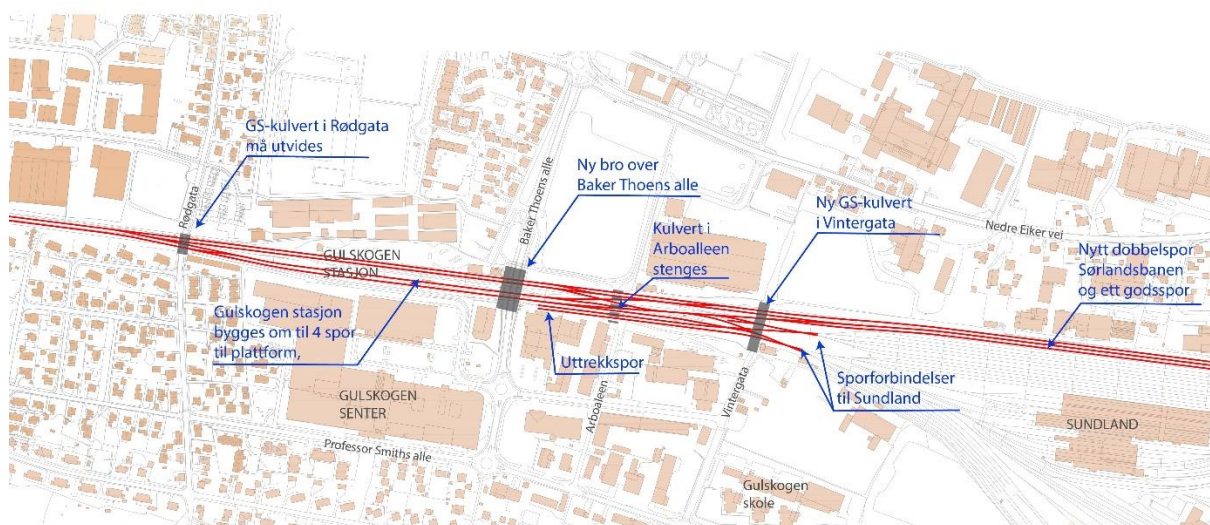 GS-kulvert i Rødgata
må utvides
Rødgata
GULSKOGEN
STASJON
Gulskogen stasjon
bygges om til 4 spor
til plattform,
GULSKOGEN
SENTER
Professor Smiths alle
Baker Thoens alle
Ny bro over
Baker Thoens alle
Kulvert i
Arboalleen
stenges
Uttrekkspor
Arboaleen
Ny GS-kulvert
i Vintergata
Vintergata
Nedre Eiker vei
Nytt dobbelspor
Sørlandsbanen
og ett godsspor
Sporforbindelser
til Sundland
SUNDLAND
Gulskogen
skole